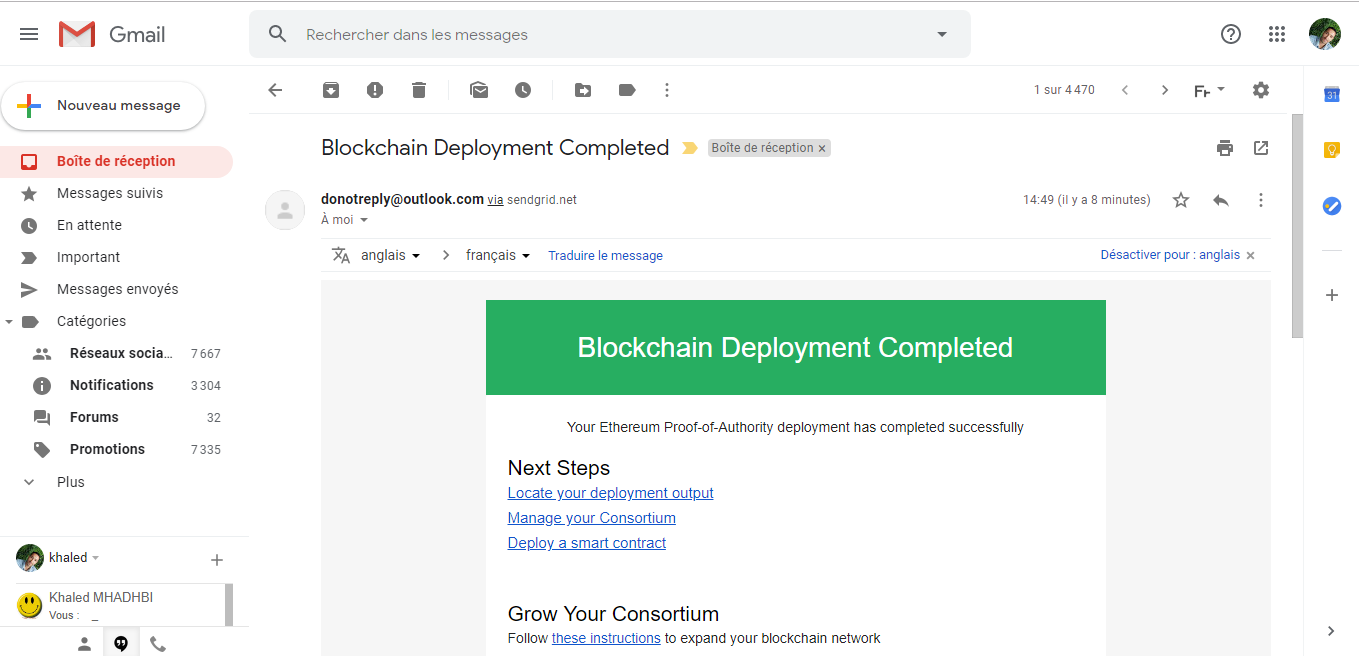 Gmail
Rechercher dans les messages
Nouveau message
1 sur 4 470
Fr
31
Boîte de réception
Messages suivis
En attente
Important
Messages envoyés
Catégories
Réseaux socia... 7 667
Notifications 3 304
Forums 32
Promotions 7 335
Plus
khaled
Khaled MHADHBI
Vous : _
Blockchain Deployment Completed
Boîte de réception ×
donotreply@outlook.com via sendgrid.net
14:49 (il y a 8 minutes)
À moi
anglais > français Traduire le message
Désactiver pour : anglais ×
Blockchain Deployment Completed
Your Ethereum Proof-of-Authority deployment has completed successfully
Next Steps
Locate your deployment output
Manage your Consortium
Deploy a smart contract
Grow Your Consortium
Follow these instructions to expand your blockchain network